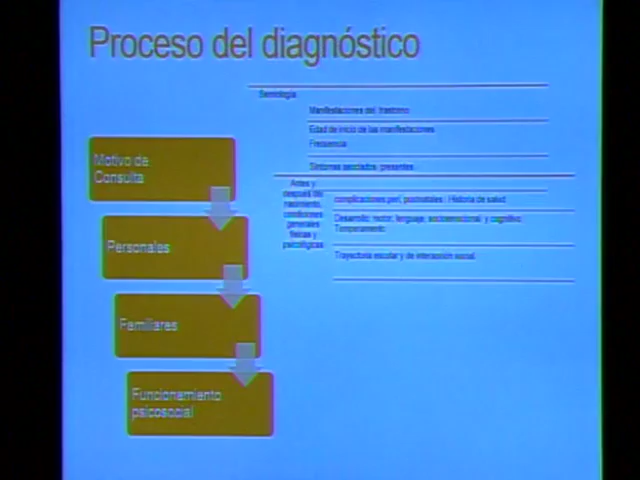 Proceso del diagnóstico
Semiología
Manifestaciones del trastorno
Edad de inicio de las manifestaciones
Frecuencia
Síntomas asociados presentes
Motivo de
Consulta
Personales
Familiares
Funcionamiento
psicosocial
Antes y
después del
nacimiento,
condiciones
generales
físicas y
psicológicas
complicaciones peri, postnatales. Historia de salud
Desarrollo motor, lenguaje, socioemocional y cognitivo.
Temperamento
Trayectoria escolar y de interacción social.